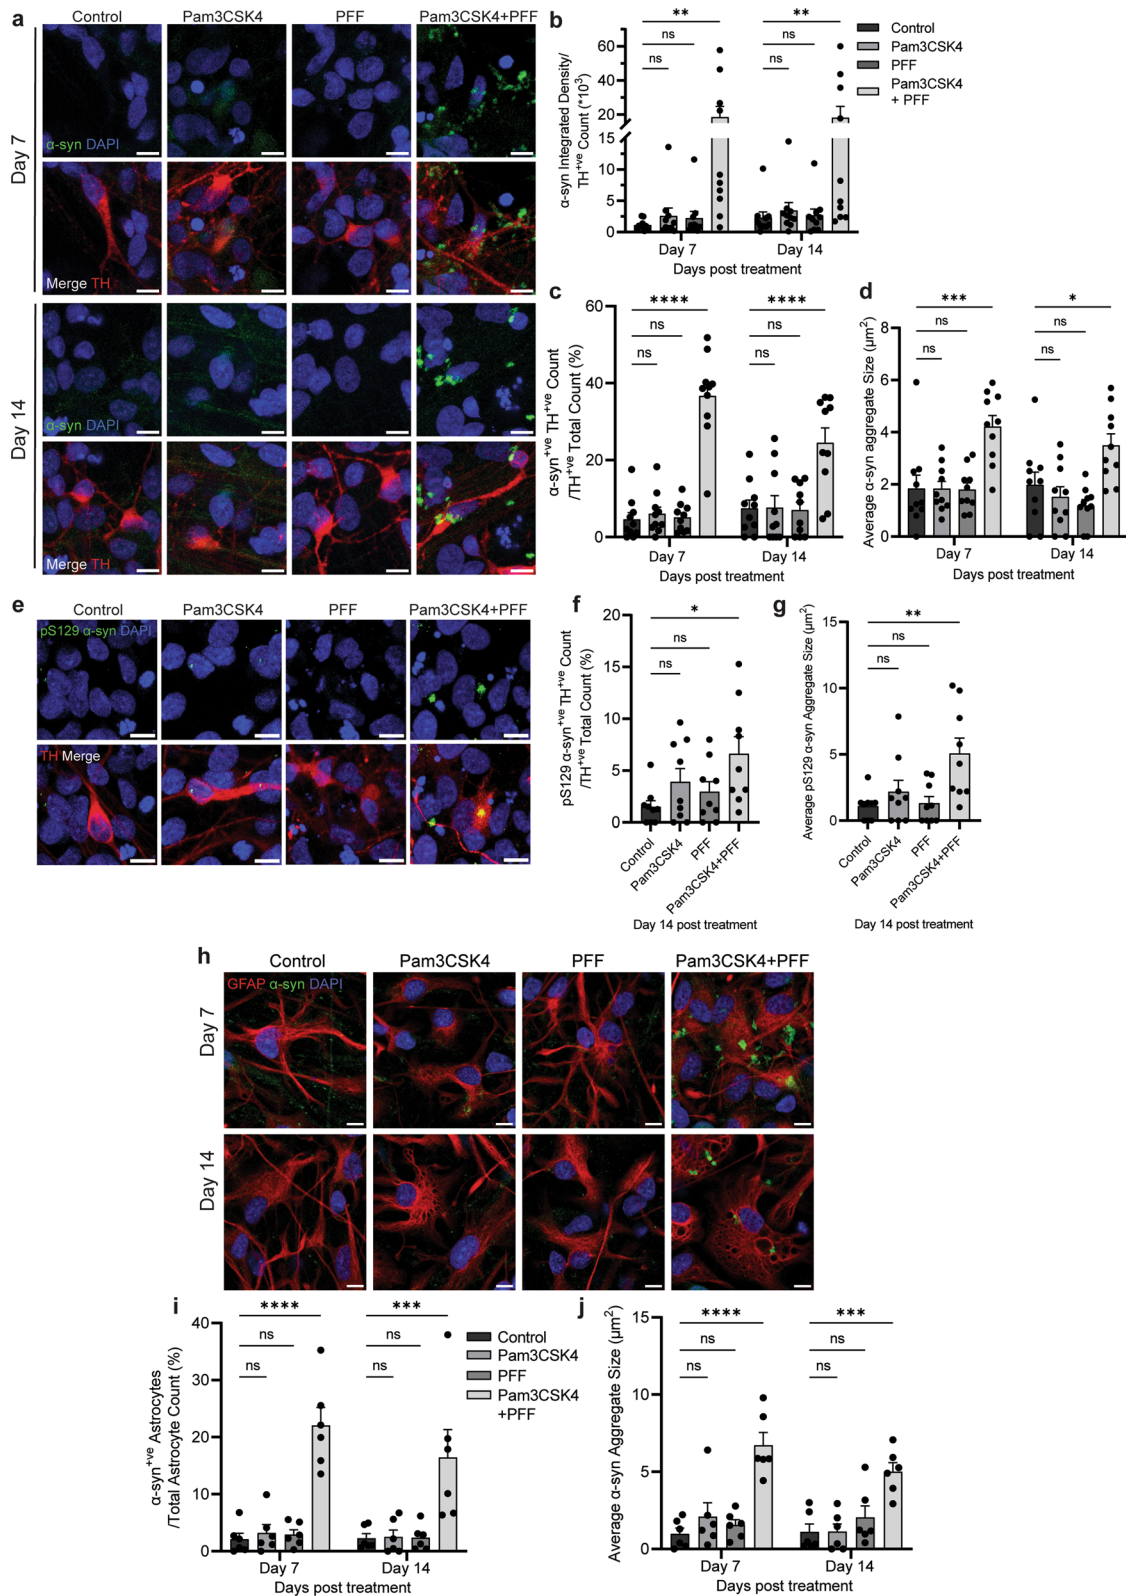 a
Control Pam3CSK4 PFF Pam3CSK4+PFF
Day 7
α-syn DAPI
Merge TH
Day 14
α-syn DAPI
Merge TH
b
α-syn Integrated Density/
TH+ve Count (*10³)
60
40
20
15
10
5
0
** **
ns ns
ns ns
Day 7 Day 14
Days post treatment
Control
Pam3CSK4
PFF
Pam3CSK4
+ PFF
c
α-syn+ve TH+ve Count
/TH+ve Total Count (%)
60
40
20
0
**** ****
ns ns
ns ns
Day 7 Day 14
Days post treatment
d
Average α-syn aggregate Size (μm²)
8
6
4
2
0
*** *
ns ns
ns ns
Day 7 Day 14
Days post treatment
e
Control Pam3CSK4 PFF Pam3CSK4+PFF
pS129 α-syn DAPI
TH Merge
f
pS129 α-syn+ve TH+ve Count
/TH+ve Total Count (%)
20
15
10
5
0
*
ns
ns
Control Pam3CSK4 PFF Pam3CSK4+PFF
Day 14 post treatment
g
Average pS129 α-syn Aggregate Size (μm²)
15
10
5
0
**
ns
ns
Control Pam3CSK4 PFF Pam3CSK4+PFF
Day 14 post treatment
h
Control Pam3CSK4 PFF Pam3CSK4+PFF
GFAP α-syn DAPI
Day 7
Day 14
i
α-syn+ve Astrocytes
/Total Astrocyte Count (%)
40
30
20
10
0
**** ***
ns ns
ns ns
Day 7 Day 14
Days post treatment
Control
Pam3CSK4
PFF
Pam3CSK4
+PFF
j
Average α-syn Aggregate Size (μm²)
15
10
5
0
**** ***
ns ns
ns ns
Day 7 Day 14
Days post treatment